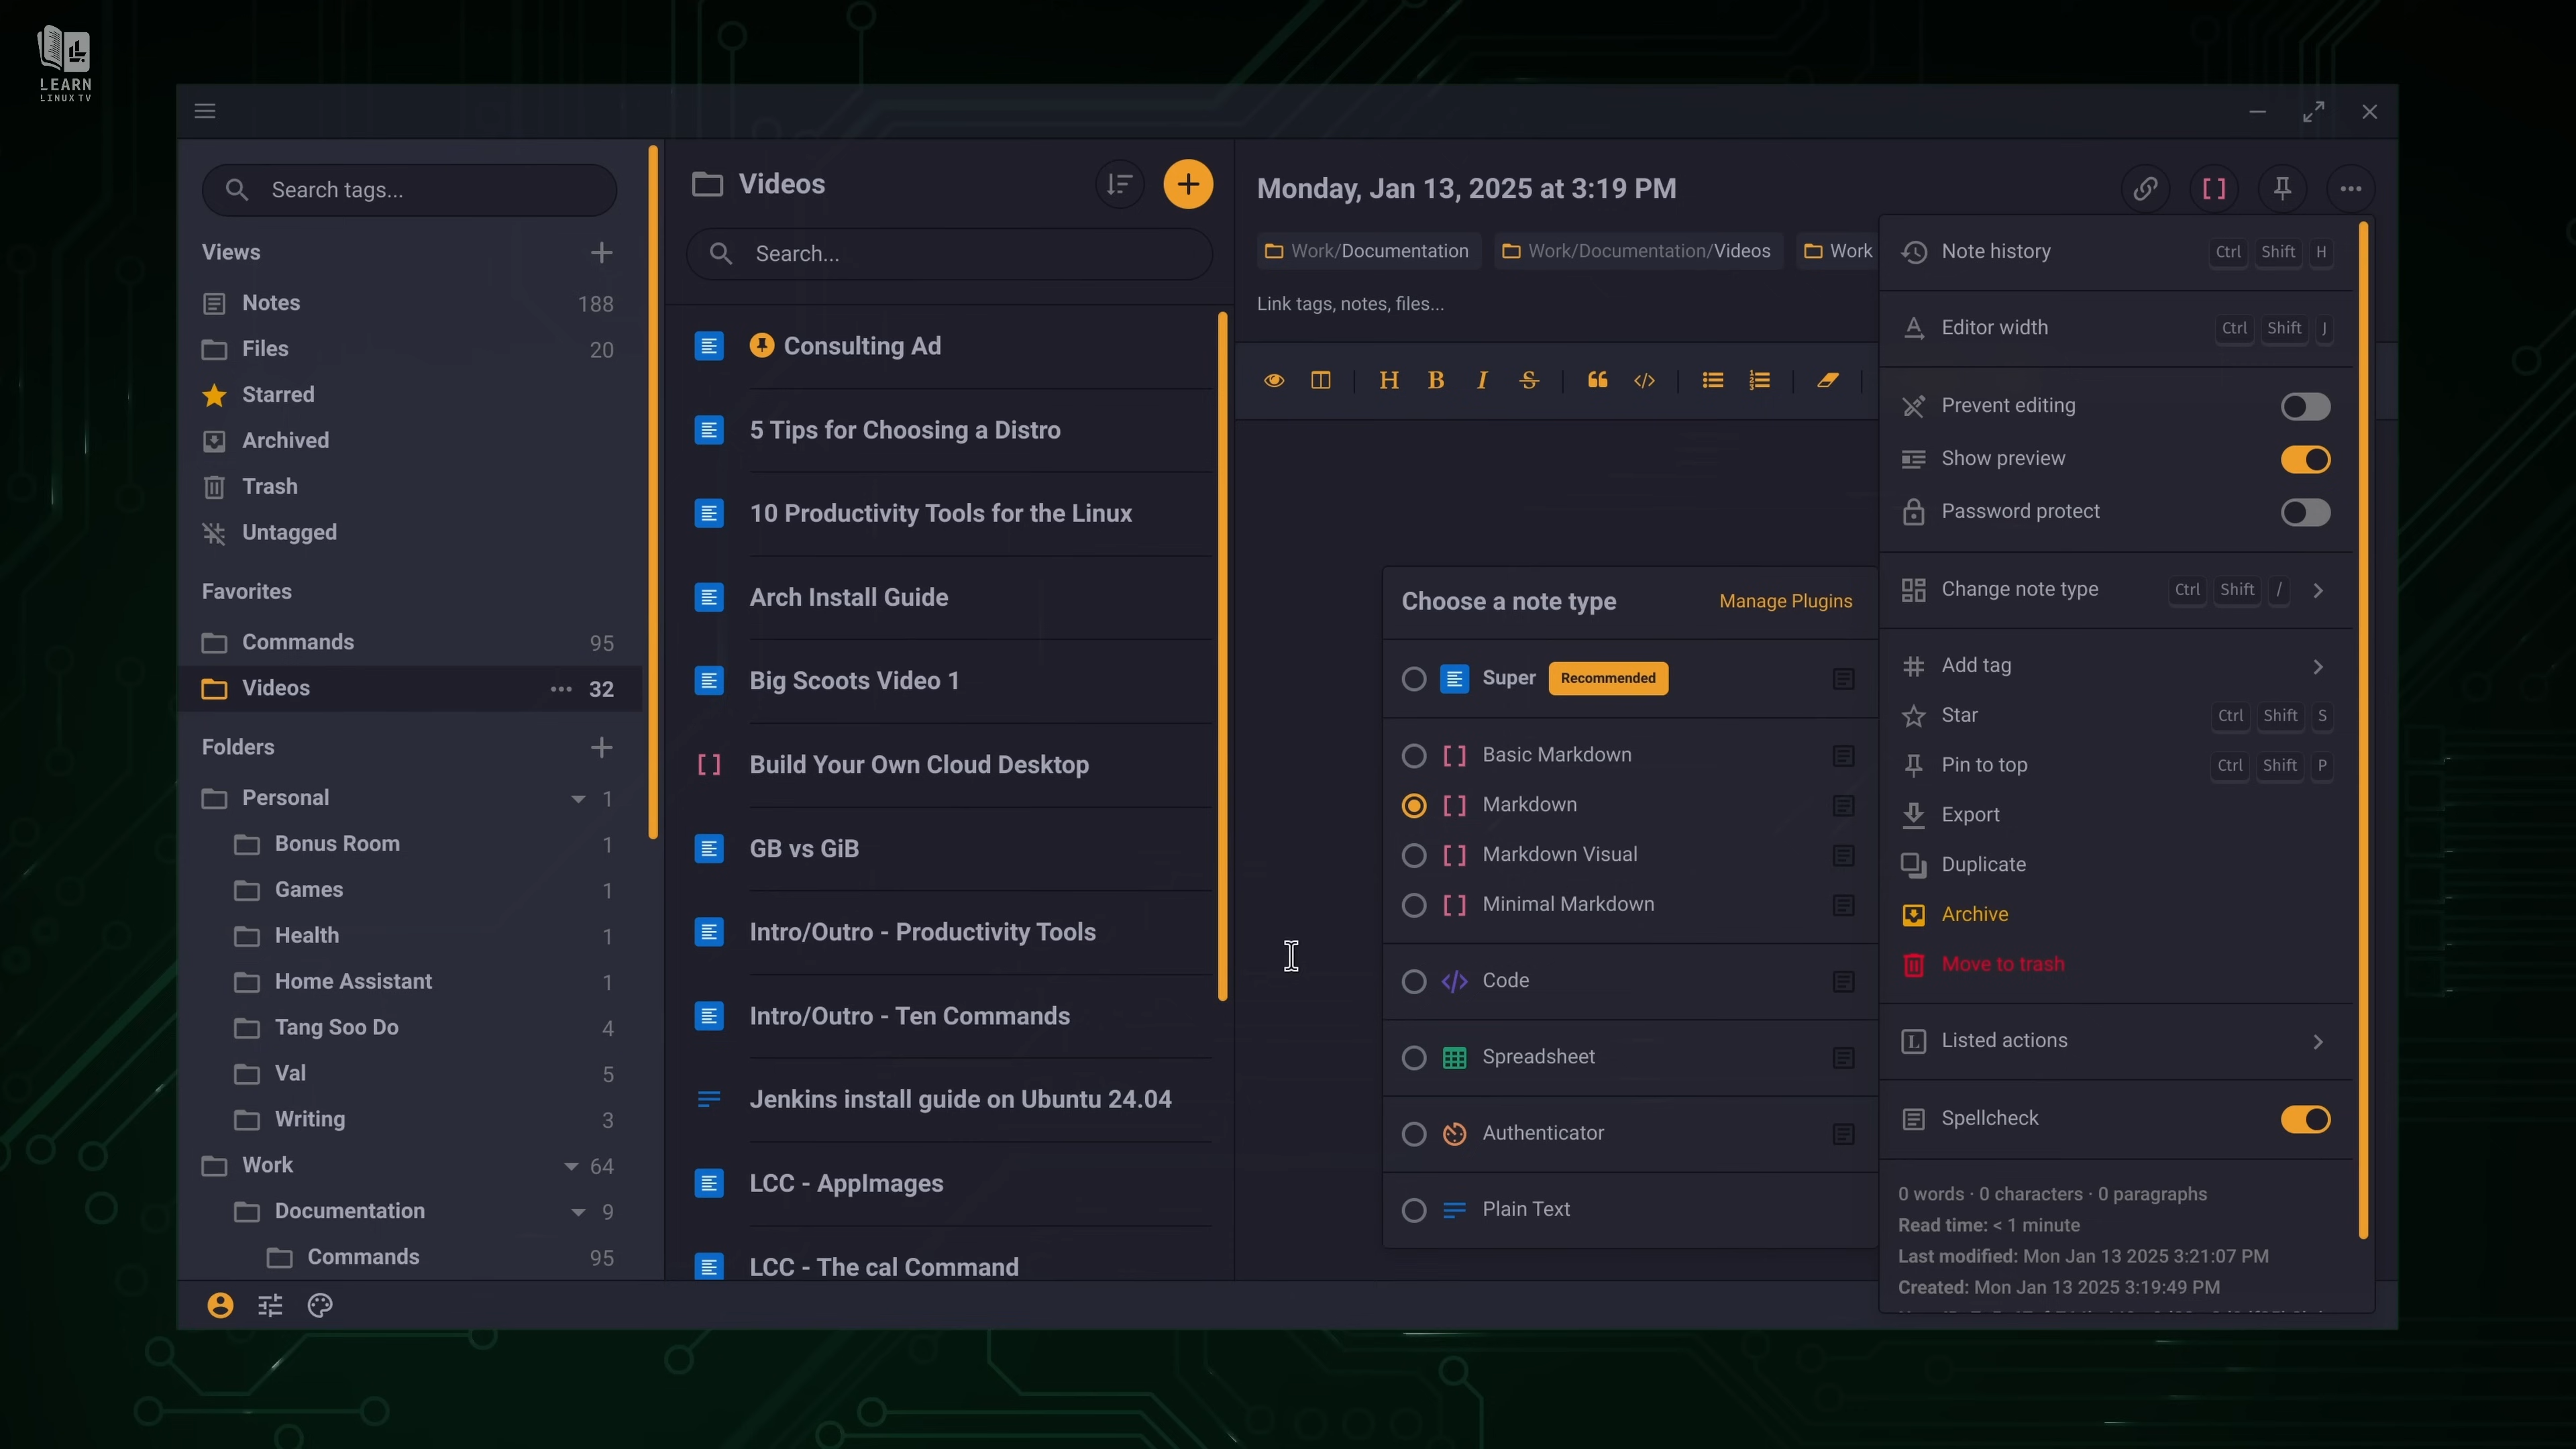 LEARN
LINUX TV
Search tags...
Views
Notes 188
Files 20
Starred
Archived
Trash
Untagged
Favorites
Commands 95
Videos 32
Folders
Personal 1
Bonus Room 1
Games 1
Health 1
Home Assistant 1
Tang Soo Do 4
Val 5
Writing 3
Work 64
Documentation 9
Commands 95
Videos
Search...
Consulting Ad
5 Tips for Choosing a Distro
10 Productivity Tools for the Linux
Arch Install Guide
Big Scoots Video 1
Build Your Own Cloud Desktop
GB vs GiB
Intro/Outro - Productivity Tools
Intro/Outro - Ten Commands
Jenkins install guide on Ubuntu 24.04
LCC - AppImages
LCC - The cal Command
Monday, Jan 13, 2025 at 3:19 PM
Work/Documentation Work/Documentation/Videos Work
Link tags, notes, files...
H B I S
Choose a note type Manage Plugins
Super Recommended
Basic Markdown
Markdown
Markdown Visual
Minimal Markdown
Code
Spreadsheet
Authenticator
Plain Text
Note history Ctrl Shift H
Editor width Ctrl Shift J
Prevent editing
Show preview
Password protect
Change note type Ctrl Shift /
Add tag
Star Ctrl Shift S
Pin to top Ctrl Shift P
Export
Duplicate
Archive
Move to trash
Listed actions
Spellcheck
0 words · 0 characters · 0 paragraphs
Read time: < 1 minute
Last modified: Mon Jan 13 2025 3:21:07 PM
Created: Mon Jan 13 2025 3:19:49 PM